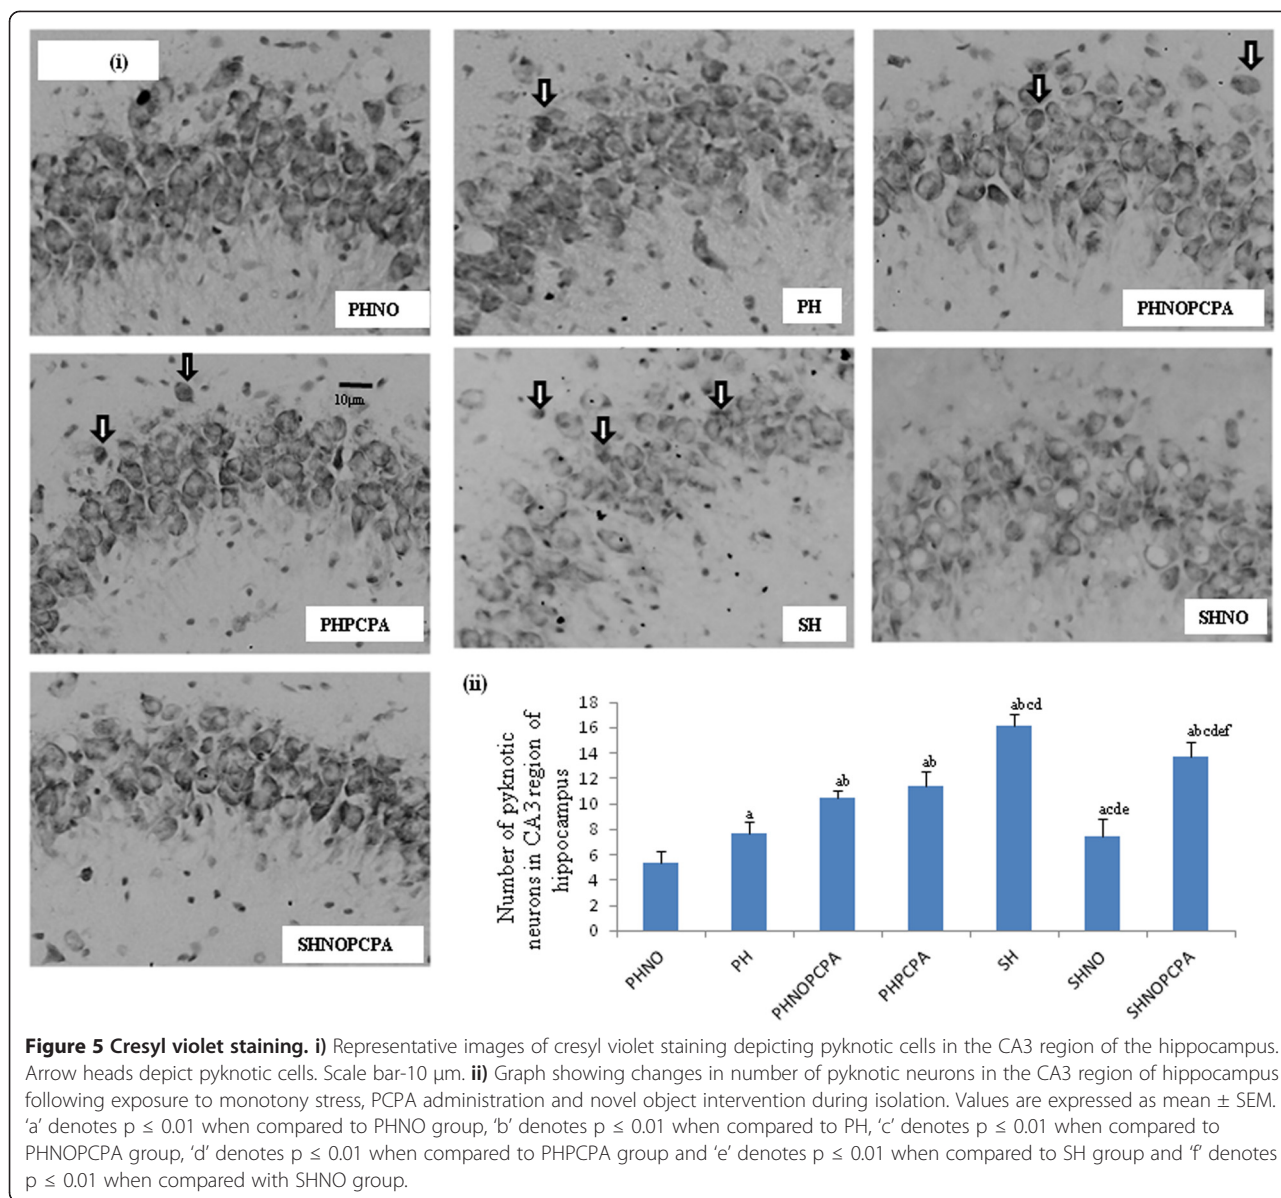 (i)
PHNO
PH
PHNOPCPA
10µm
PHPCPA
SH
SHNO
SHNOPCPA
(ii)
Number of pyknotic
neurons in CA3 region of
hippocampus
18
16
14
12
10
8
6
4
2
0
a
ab
ab
abcd
acde
abcdef
PHNO
PH
PHNOPCPA
PHPCPA
SH
SHNO
SHNOPCPA
Figure 5 Cresyl violet staining. i) Representative images of cresyl violet staining depicting pyknotic cells in the CA3 region of the hippocampus.
Arrow heads depict pyknotic cells. Scale bar-10 μm. ii) Graph showing changes in number of pyknotic neurons in the CA3 region of hippocampus
following exposure to monotony stress, PCPA administration and novel object intervention during isolation. Values are expressed as mean ± SEM.
‘a’ denotes p ≤ 0.01 when compared to PHNO group, ‘b’ denotes p ≤ 0.01 when compared to PH, ‘c’ denotes p ≤ 0.01 when compared to
PHNOPCPA group, ‘d’ denotes p ≤ 0.01 when compared to PHPCPA group and ‘e’ denotes p ≤ 0.01 when compared to SH group and ‘f’ denotes
p ≤ 0.01 when compared with SHNO group.